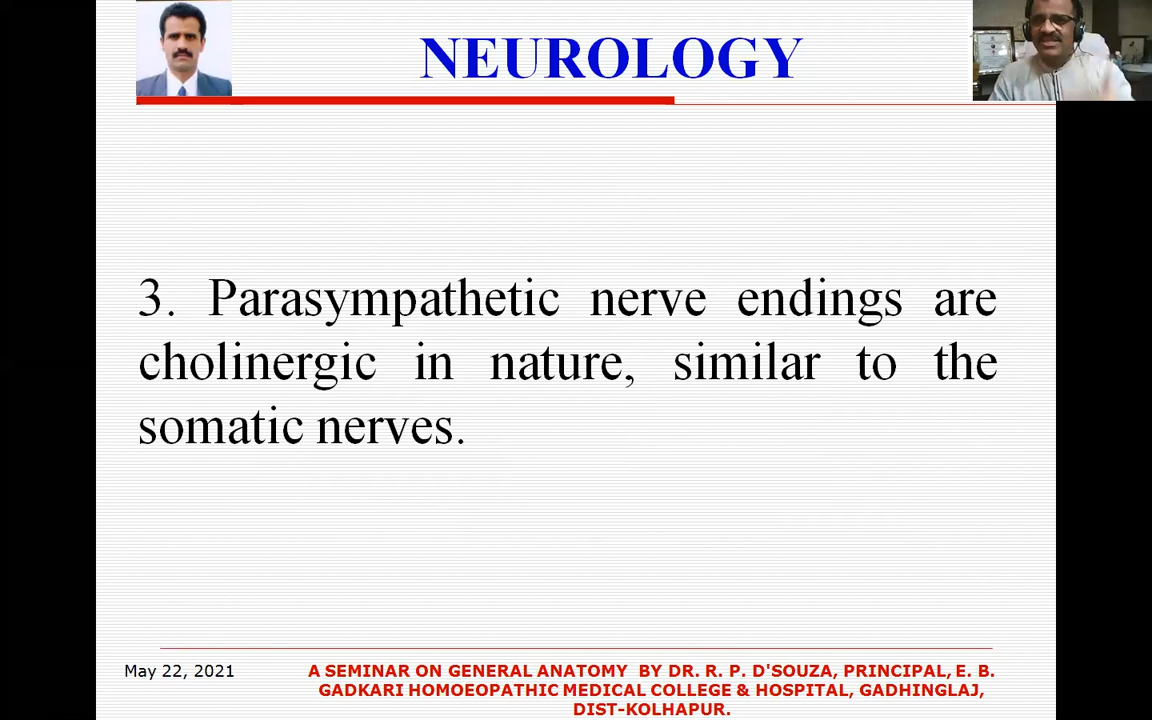 NEUROLOGY
3. Parasympathetic nerve endings are
cholinergic in nature, similar to the
somatic nerves.
May 22, 2021
A SEMINAR ON GENERAL ANATOMY BY DR. R. P. D'SOUZA, PRINCIPAL, E. B.
GADKARI HOMOEOPATHIC MEDICAL COLLEGE & HOSPITAL, GADHINGLAJ,
DIST-KOLHAPUR.